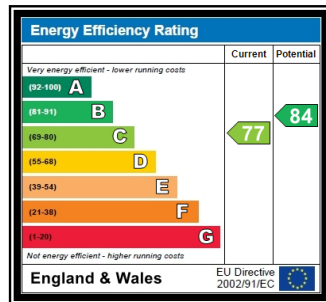 Energy Efficiency Rating
Current Potential
Very energy efficient - lower running costs
(92-100) A
(81-91) B
84
(69-80) C
77
(55-68) D
(39-54) E
(21-38) F
(1-20) G
Not energy efficient - higher running costs
England & Wales
EU Directive
2002/91/EC